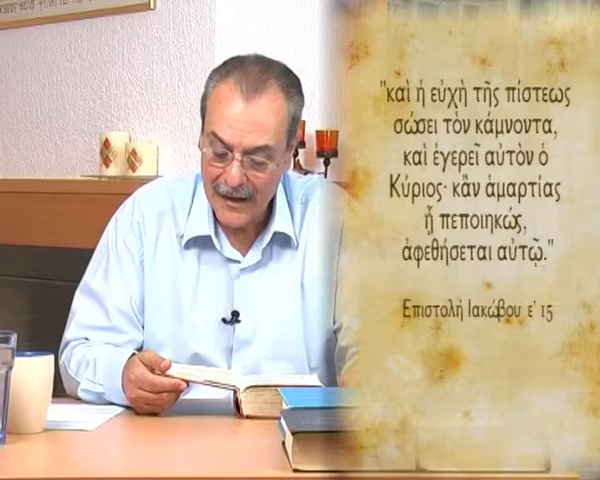 "καὶ ἡ εὐχὴ τῆς πίστεως
σώσει τὸν κάμνοντα,
καὶ ἐγερεῖ αὐτὸν ὁ
Κύριος· κἂν ἁμαρτίας
ᾖ πεποιηκώς,
ἀφεθήσεται αὐτῷ."
Επιστολή Ιακώβου ε' 15